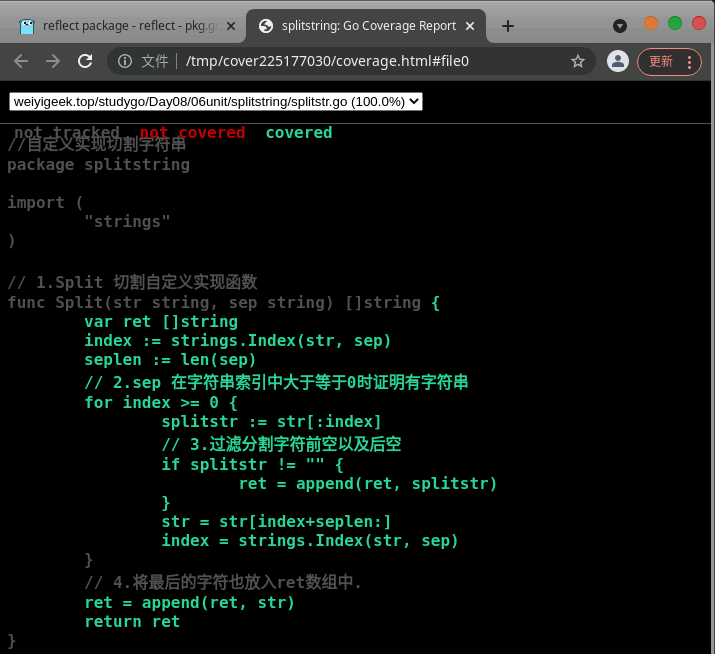 reflect package - reflect - pkg.g
splitstring: Go Coverage Report
文件 /tmp/cover225177030/coverage.html#file0
更新
weiyigeek.top/studygo/Day08/06unit/splitstring/splitstr.go (100.0%)
not tracked not covered covered
//自定义实现切割字符串
package splitstring
import (
"strings"
)
// 1.Split 切割自定义实现函数
func Split(str string, sep string) []string {
var ret []string
index := strings.Index(str, sep)
seplen := len(sep)
// 2.sep 在字符串索引中大于等于0时证明有字符串
for index >= 0 {
splitstr := str[:index]
// 3.过滤分割字符前空以及后空
if splitstr != "" {
ret = append(ret, splitstr)
}
str = str[index+seplen:]
index = strings.Index(str, sep)
}
// 4.将最后的字符也放入ret数组中.
ret = append(ret, str)
return ret
}